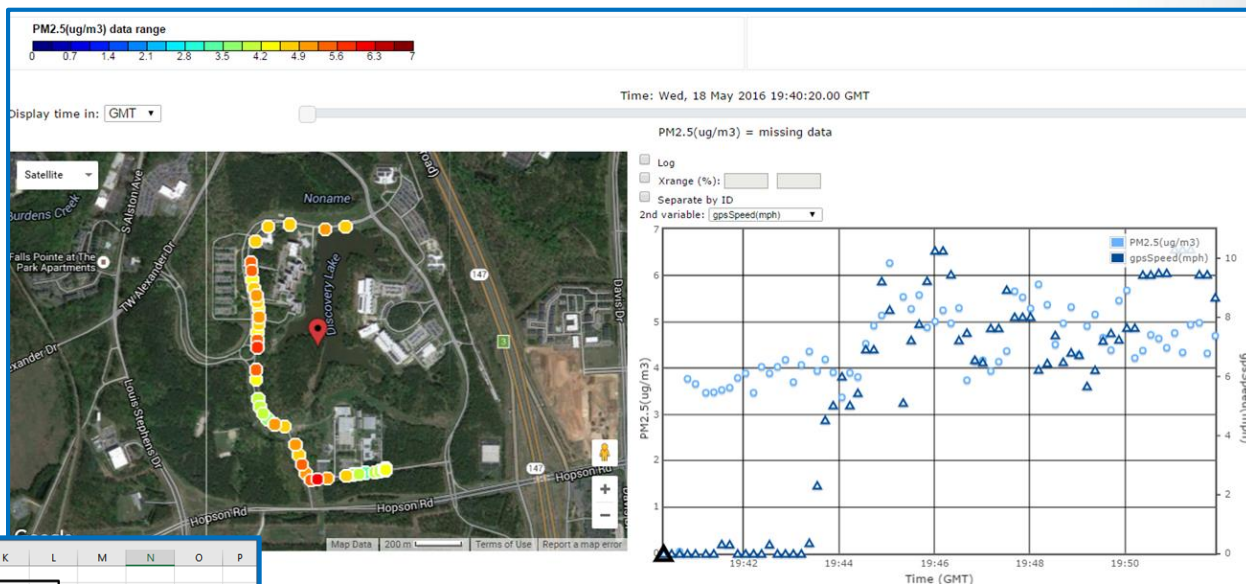 PM2.5(ug/m3) data range
0 0.7 1.4 2.1 2.8 3.5 4.2 4.9 5.6 6.3 7
Time: Wed, 18 May 2016 19:40:20.00 GMT
Display time in: GMT
PM2.5(ug/m3) = missing data
Log
Xrange (%):
Separate by ID
2nd variable: gpsSpeed(mph)
Satellite
Burdens Creek
S Alston Ave
Noname
road)
Falls Pointe at The
Park Apartments
TW Alexander Dr
Discovery Lake
147
3
Davis Dr
exander Dr
Louis Stephens Dr
147
Hopson Rd
Hopson Rd
Hopson Rd
Map Data 200 m Terms of Use Report a map error
PM2.5(ug/m3)
gpsSpeed(mph)
7
6
5
4
3
2
1
0
10
8
6
4
2
0
PM2.5(ug/m3)
gpsSpeed(mph)
19:42 19:44 19:46 19:48 19:50
Time (GMT)
K L M N O P